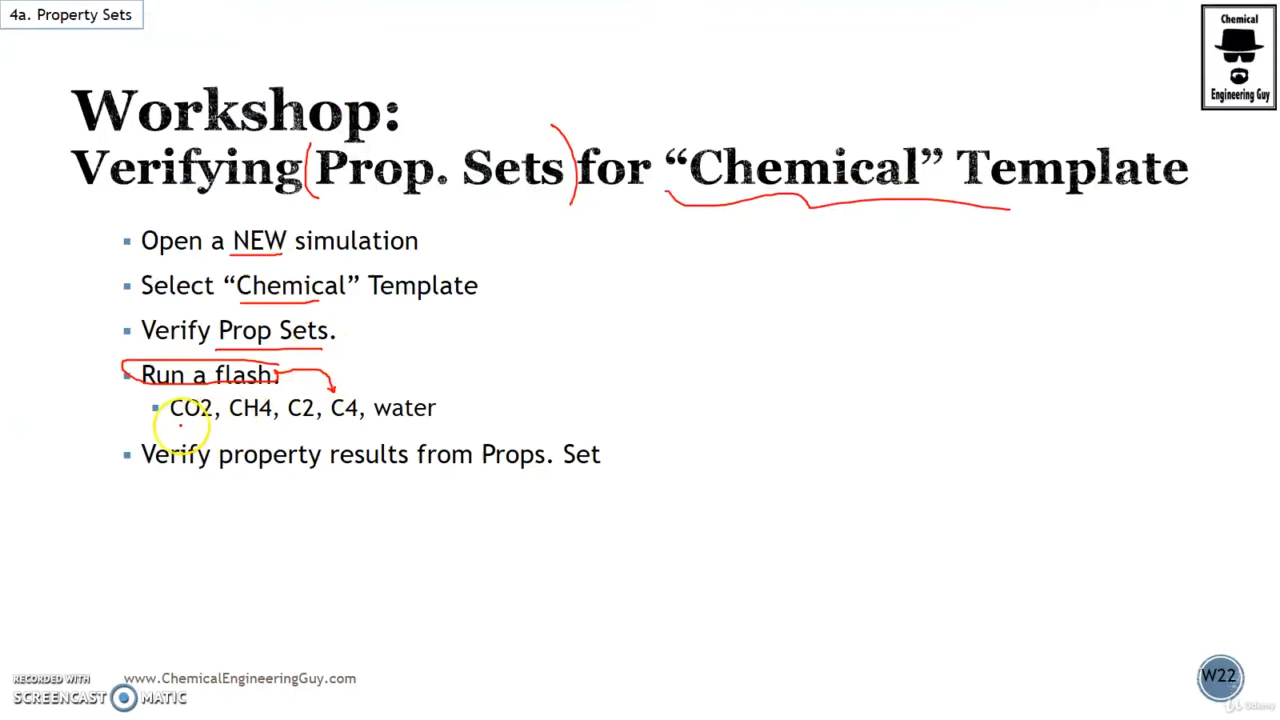 4a. Property Sets
Chemical
Engineering Guy
Workshop:
Verifying Prop. Sets for “Chemical” Template
Open a NEW simulation
Select “Chemical” Template
Verify Prop Sets.
Run a flash.
CO2, CH4, C2, C4, water
Verify property results from Props. Set
RECORDED WITH
SCREENCAST MATIC
www.ChemicalEngineeringGuy.com
W22
Udemy